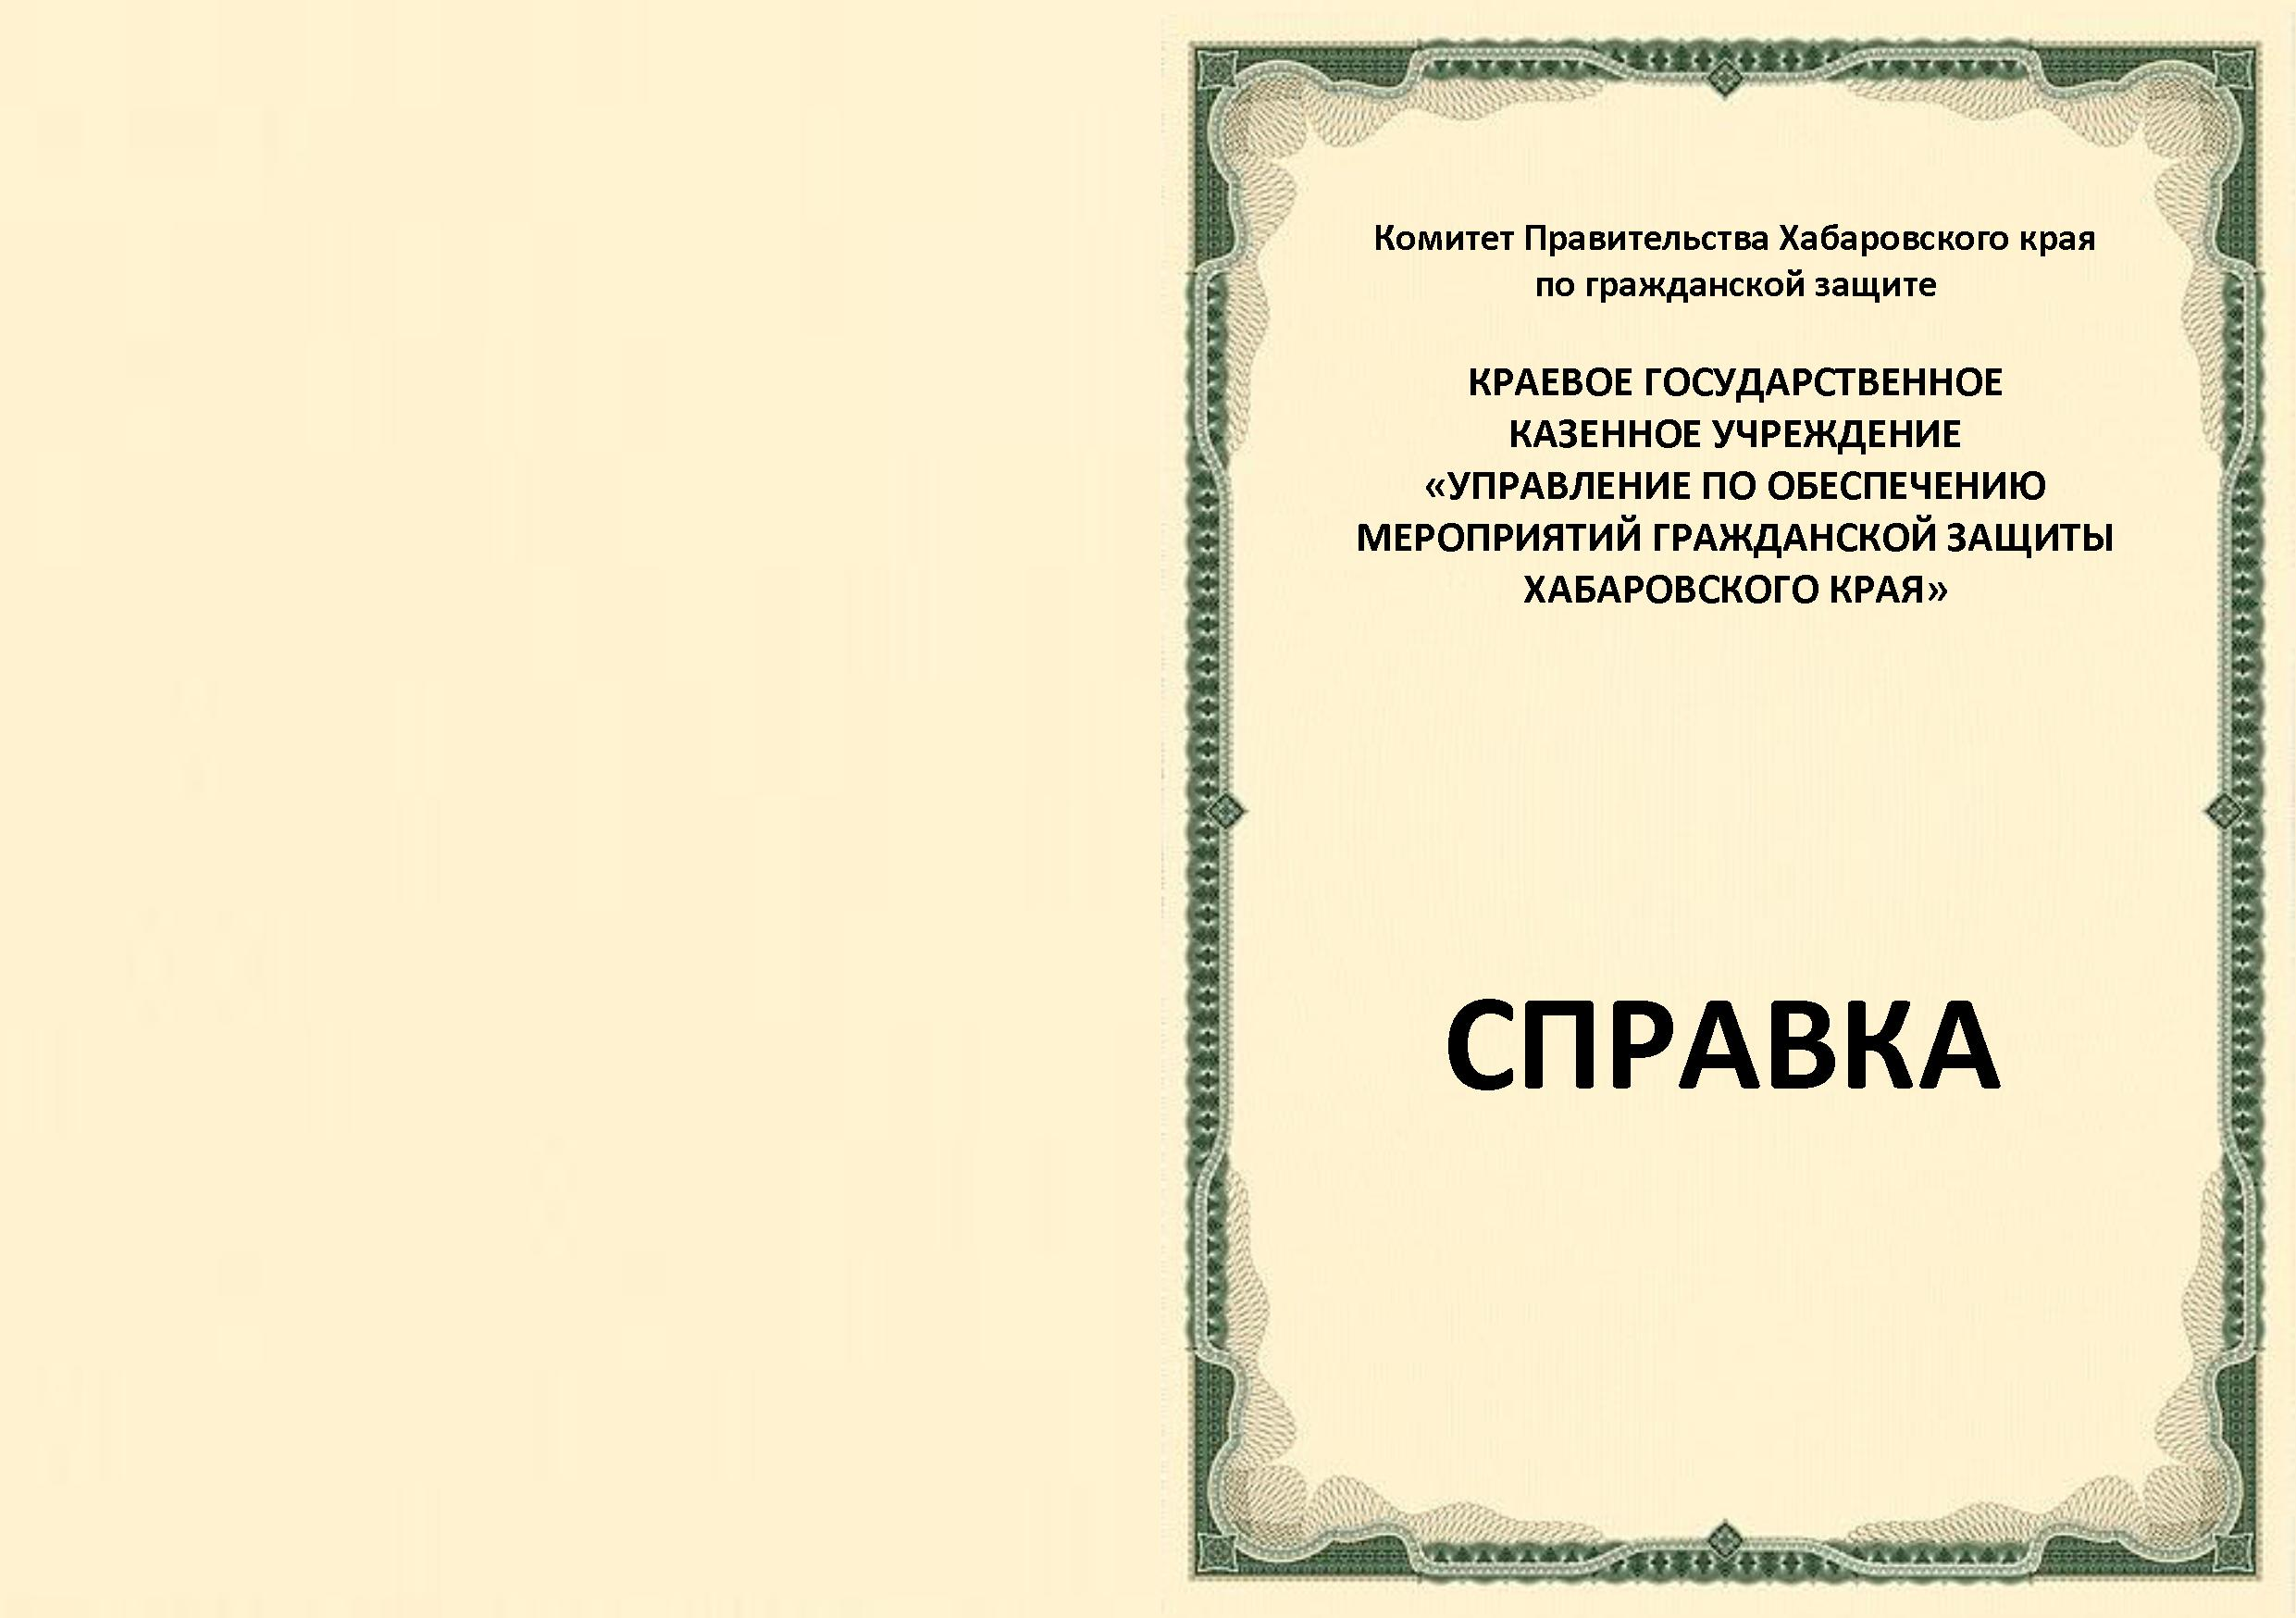 Комитет Правительства Хабаровского края
по гражданской защите
КРАЕВОЕ ГОСУДАРСТВЕННОЕ
КАЗЕННОЕ УЧРЕЖДЕНИЕ
«УПРАВЛЕНИЕ ПО ОБЕСПЕЧЕНИЮ
МЕРОПРИЯТИЙ ГРАЖДАНСКОЙ ЗАЩИТЫ
ХАБАРОВСКОГО КРАЯ»
СПРАВКА